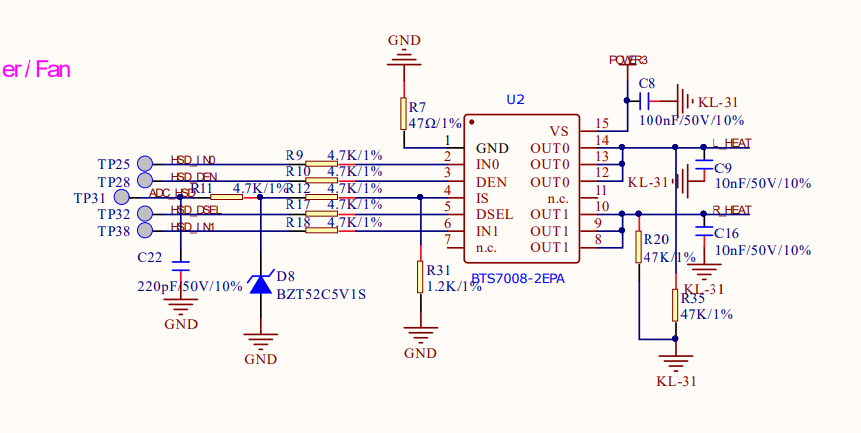 er / Fan
GND
POWER3
C8
KL-31
100nF/50V/10%
U2
R7
47Ω/1%
VS
15
1
GND
OUT0
14
L_HEAT
TP25
HSD_IN0
R9
4.7K/1%
2
IN0
OUT0
13
TP28
HSD_DEN
R10
4.7K/1%
3
DEN
OUT0
12
KL-31
C9
10nF/50V/10%
TP31
ADC_HSD
R11
4.7K/1%
R12
4.7K/1%
4
IS
n.c.
11
TP32
HSD_DSEL
R17
4.7K/1%
5
DSEL
OUT1
10
R_HEAT
TP38
HSD_IN1
R18
4.7K/1%
6
IN1
OUT1
9
C16
10nF/50V/10%
7
n.c.
OUT1
8
R20
47K/1%
C22
220pF/50V/10%
GND
D8
BZT52C5V1S
GND
R31
1.2K/1%
GND
BTS7008-2EPA
KL-31
R35
47K/1%
KL-31